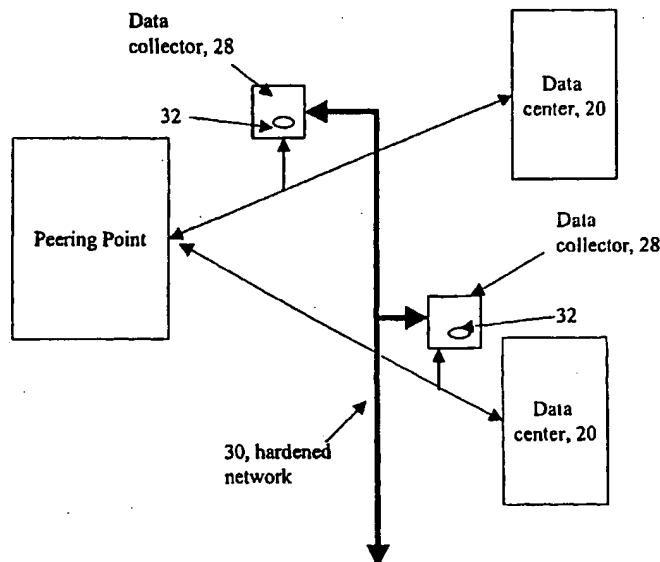 Data
collector, 28
32
Data
center, 20
Peering Point
Data
collector, 28
32
30, hardened
network
Data
center, 20